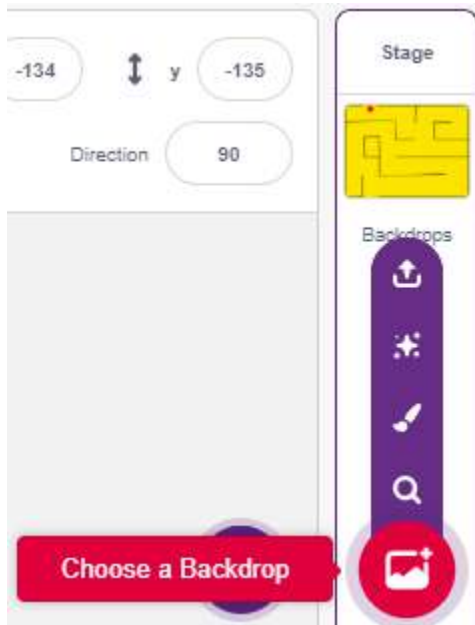 Stage
-134 y -135
Direction 90
Backdrops
Choose a Backdrop